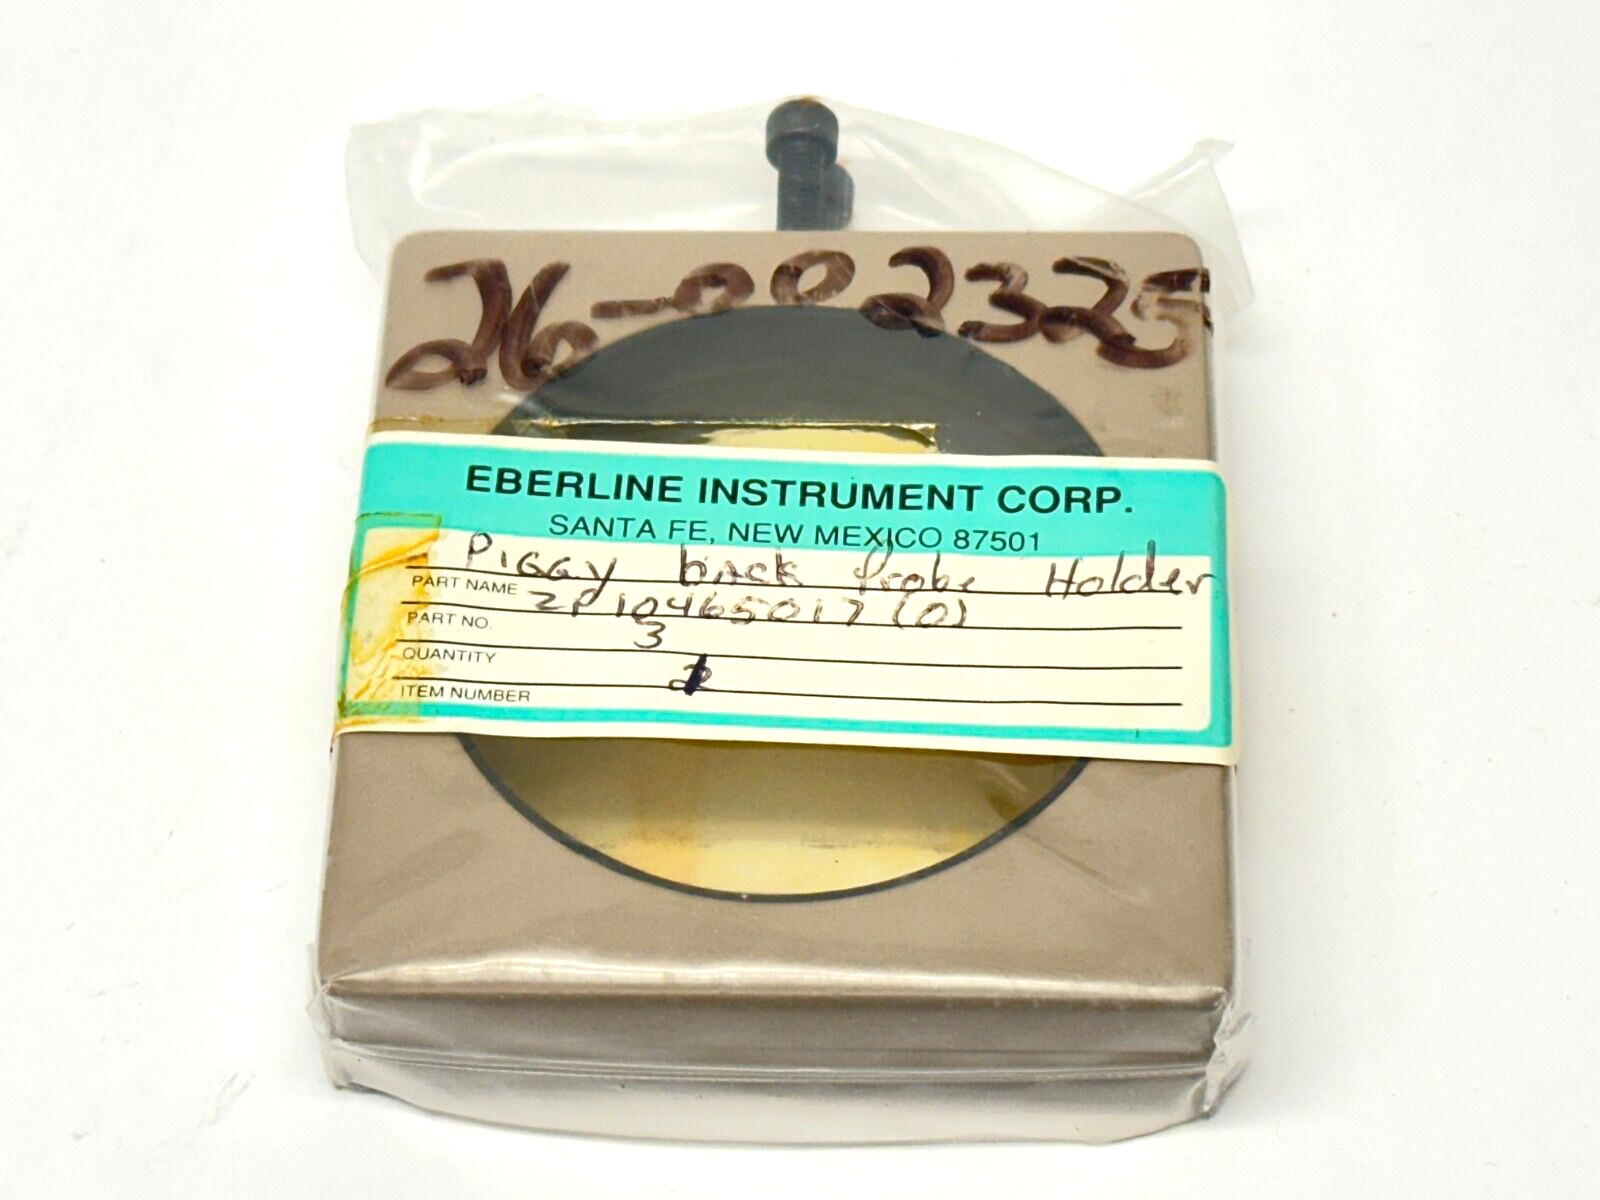 26-002325
EBERLINE INSTRUMENT CORP.
SANTA FE, NEW MEXICO 87501
Piggy back Probe Holder
PART NAME
ZP10465017 (0)
PART NO.
3
QUANTITY
ITEM NUMBER